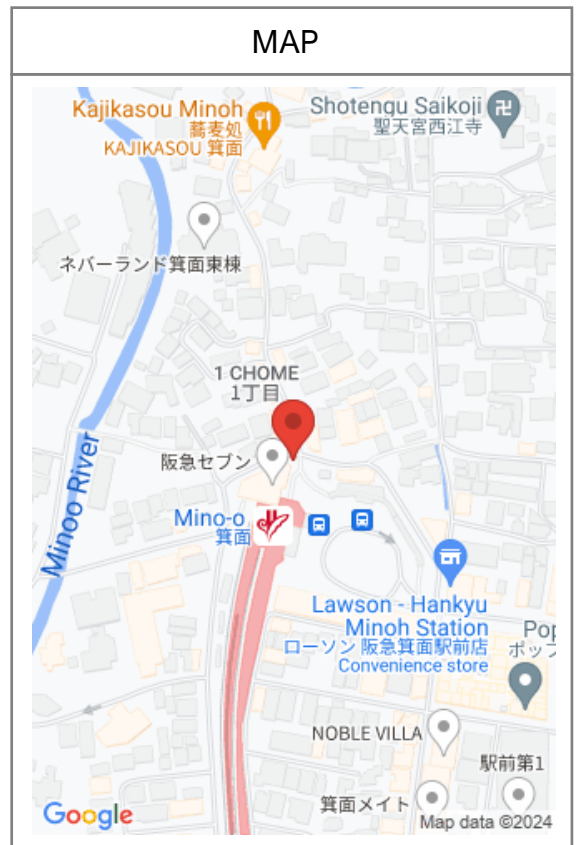 MAP
Kajikasou Minoh
蕎麦処
KAJIKASOU 箕面
Shotengu Saikoji
聖天宮西江寺
ネバーランド箕面東棟
1 CHOME
1丁目
阪急セブン
Minoo River
Mino-o
箕面
Lawson - Hankyu
Minoh Station
ローソン 阪急箕面駅前店
Convenience store
Pop
ポップ
NOBLE VILLA
駅前第1
箕面メイト
Google
Map data ©2024